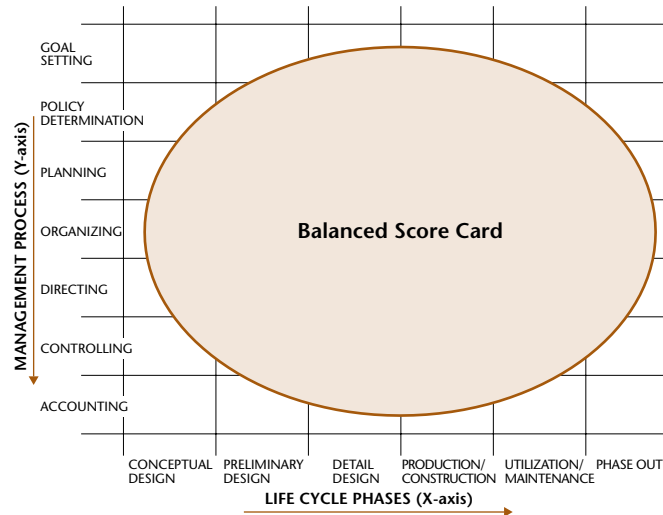 GOAL
SETTING
POLICY
DETERMINATION
PLANNING
ORGANIZING
DIRECTING
CONTROLLING
ACCOUNTING
MANAGEMENT PROCESS (Y-axis)
Balanced Score Card
CONCEPTUAL
DESIGN
PRELIMINARY
DESIGN
DETAIL
DESIGN
PRODUCTION/
CONSTRUCTION
UTILIZATION/
MAINTENANCE
PHASE OUT
LIFE CYCLE PHASES (X-axis)